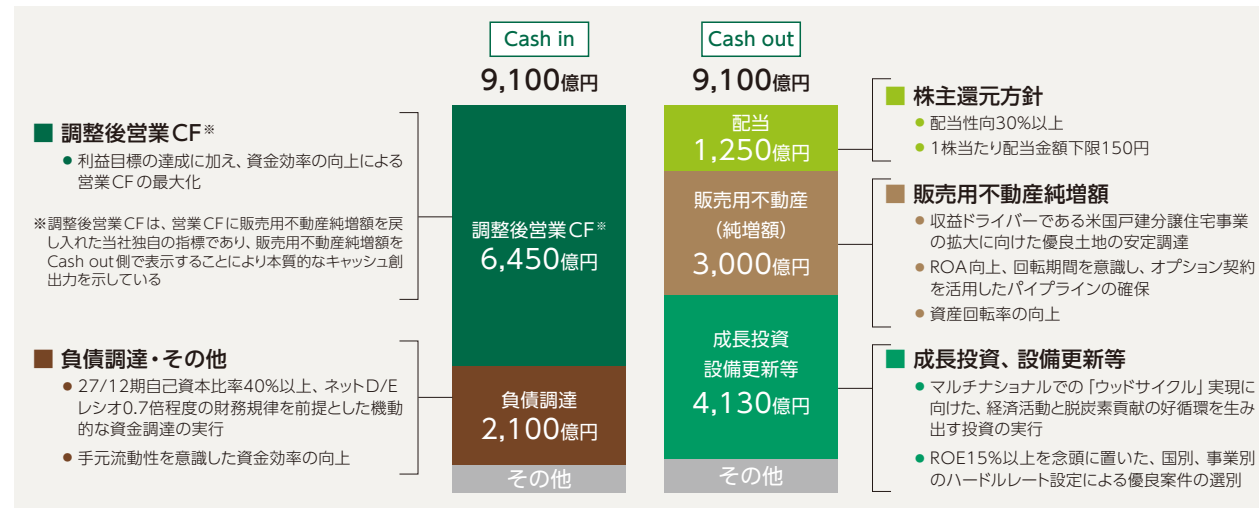 Cash in
9,100億円
調整後営業CF※
6,450億円
負債調達
2,100億円
その他
Cash out
9,100億円
配当
1,250億円
販売用不動産
(純増額)
3,000億円
成長投資
設備更新等
4,130億円
その他
■ 調整後営業CF※
● 利益目標の達成に加え、資金効率の向上による
営業CFの最大化
※調整後営業CFは、営業CFに販売用不動産純増額を戻
し入れた当社独自の指標であり、販売用不動産純増額を
Cash out側で表示することにより本質的なキャッシュ創
出力を示している
■ 負債調達・その他
● 27/12期自己資本比率40%以上、ネットD/E
レシオ0.7倍程度の財務規律を前提とした機動
的な資金調達の実行
● 手元流動性を意識した資金効率の向上
■ 株主還元方針
● 配当性向30%以上
● 1株当たり配当金額下限150円
■ 販売用不動産純増額
● 収益ドライバーである米国戸建分譲住宅事業
の拡大に向けた優良土地の安定調達
● ROA向上、回転期間を意識し、オプション契約
を活用したパイプラインの確保
● 資産回転率の向上
■ 成長投資、設備更新等
● マルチナショナルでの「ウッドサイクル」実現に
向けた、経済活動と脱炭素貢献の好循環を生み
出す投資の実行
● ROE15%以上を念頭に置いた、国別、事業別
のハードルレート設定による優良案件の選別